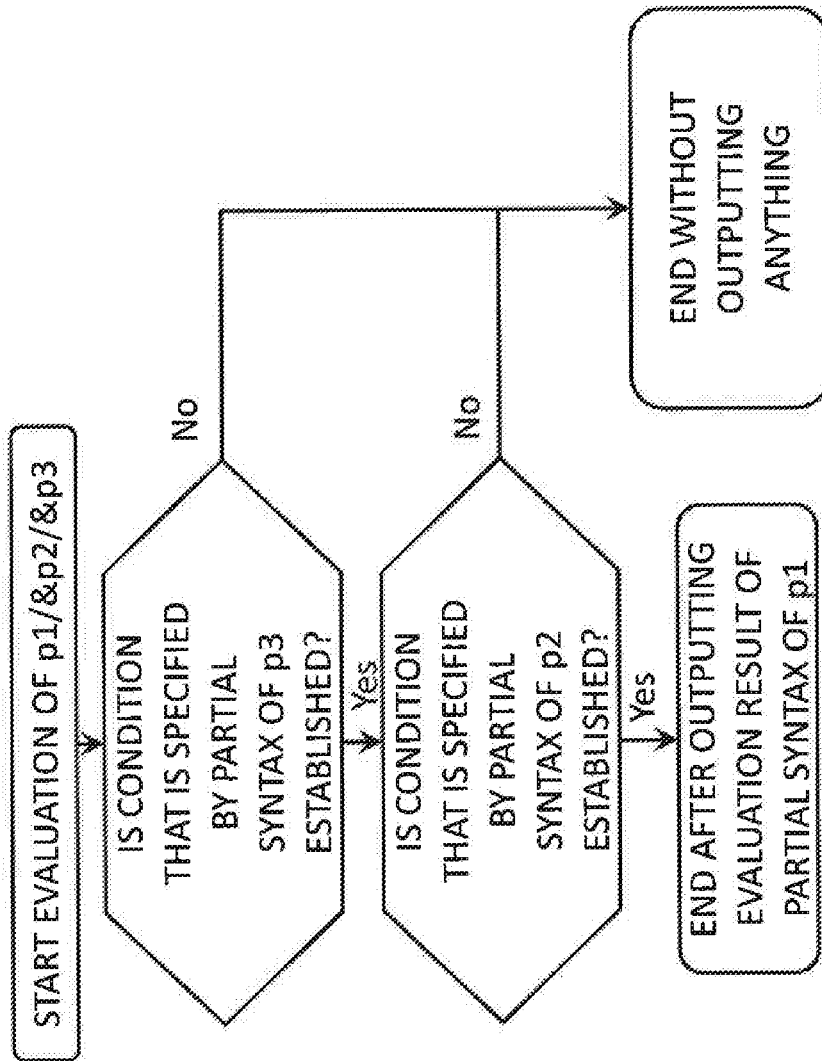 START EVALUATION OF p1/&p2/&p3
IS CONDITION
THAT IS SPECIFIED
BY PARTIAL
SYNTAX OF p3
ESTABLISHED?
No
Yes
IS CONDITION
THAT IS SPECIFIED
BY PARTIAL
SYNTAX OF p2
ESTABLISHED?
No
Yes
END AFTER OUTPUTTING
EVALUATION RESULT OF
PARTIAL SYNTAX OF p1
END WITHOUT
OUTPUTTING
ANYTHING